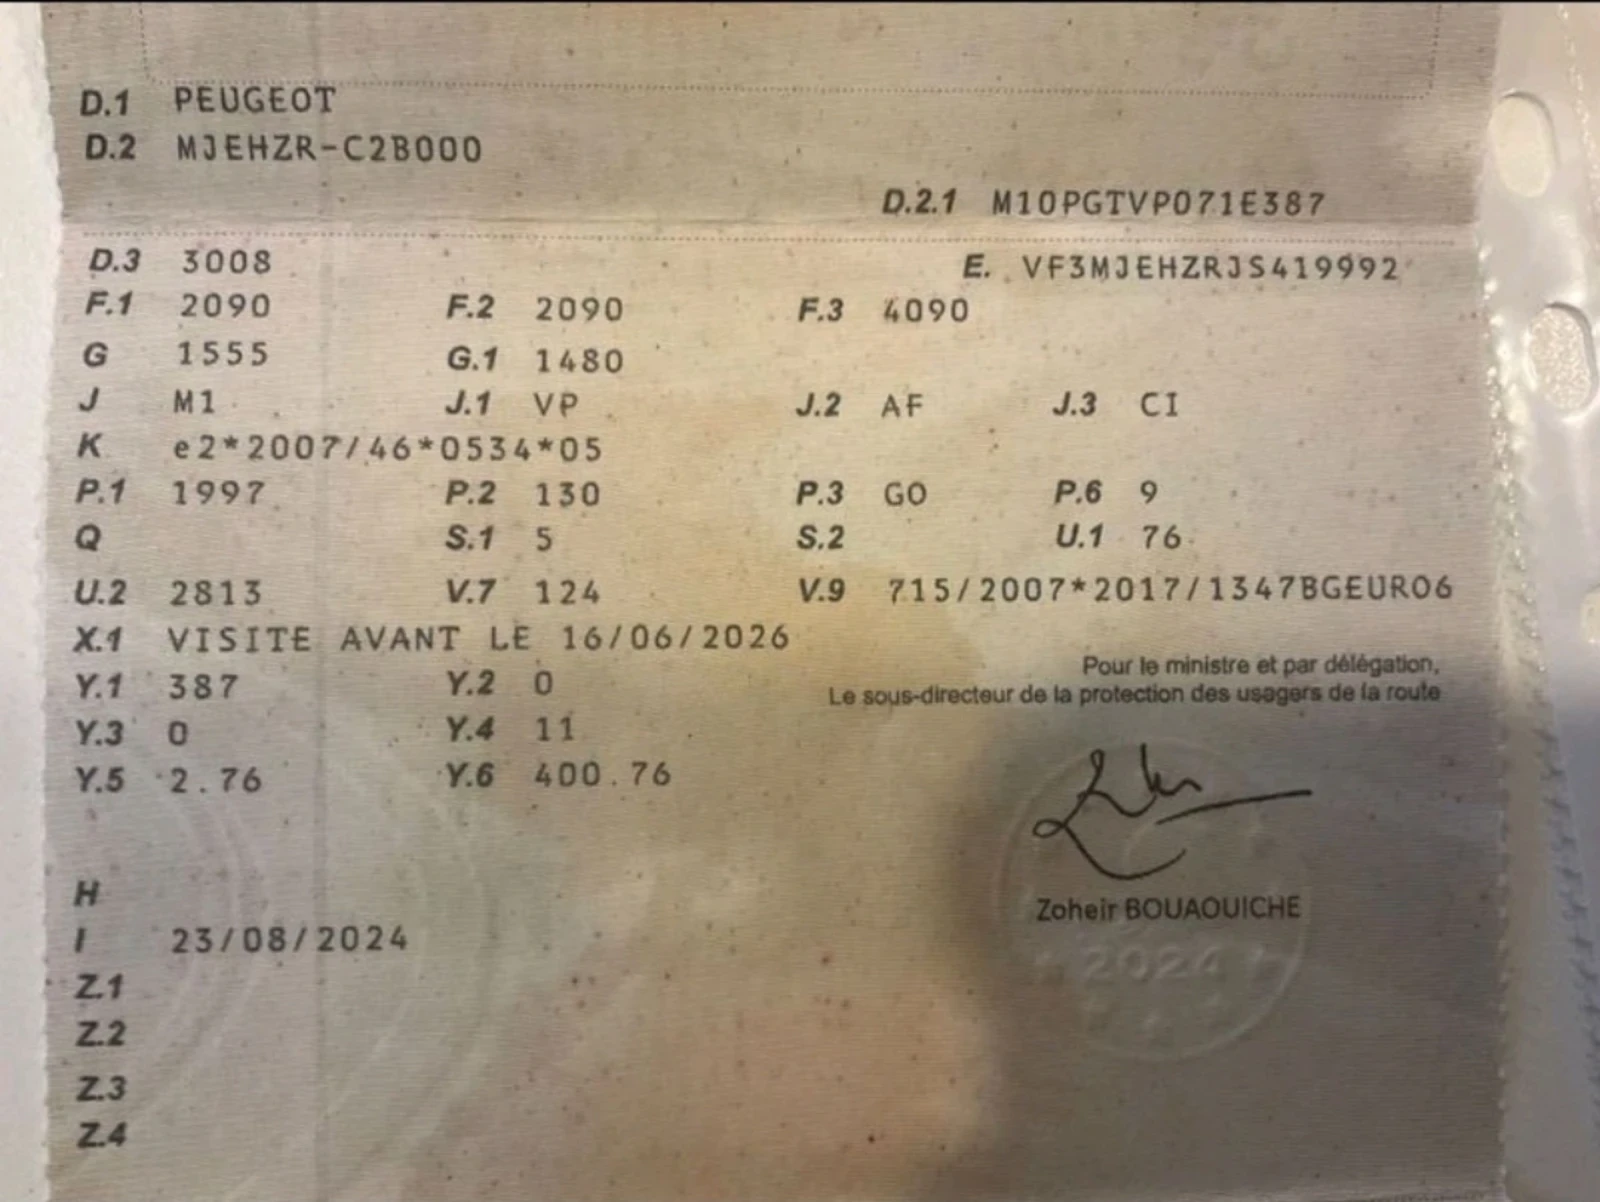 D.1 PEUGEOT
D.2 MJEHZR-C2B000
D.2.1 M10PGTVP071E387
D.3 3008 E. VF3MJEHZRJS419992
F.1 2090 F.2 2090 F.3 4090
G 1555 G.1 1480
J M1 J.1 VP J.2 AF J.3 CI
K e2*2007/46*0534*05
P.1 1997 P.2 130 P.3 GO P.6 9
Q S.1 5 S.2 U.1 76
U.2 2813 V.7 124 V.9 715/2007*2017/1347BGEURO6
X.1 VISITE AVANT LE 16/06/2026
Pour le ministre et par délégation,
Y.1 387 Y.2 0
Le sous-directeur de la protection des usagers de la route
Y.3 0 Y.4 11
Y.5 2.76 Y.6 400.76
H
Zoheir BOUAOUICHE
I 23/08/2024
2024
Z.1
Z.2
Z.3
Z.4